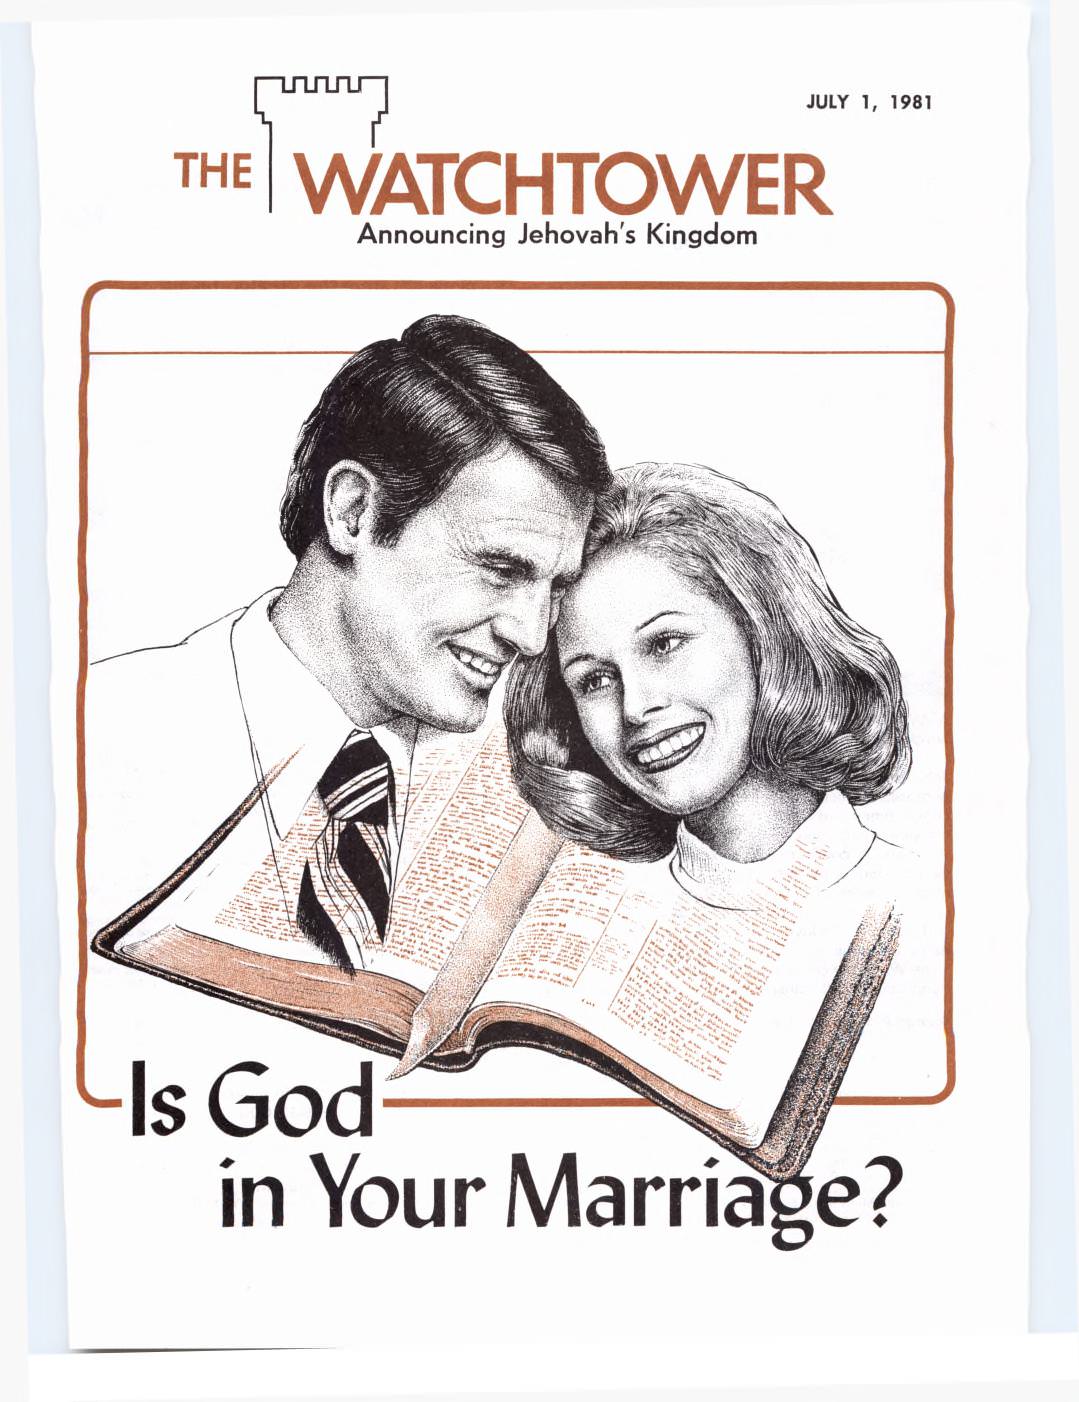 JULY 1, 1981
THE WATCHTOWER
Announcing Jehovah's Kingdom
Is God
in Your Marriage?